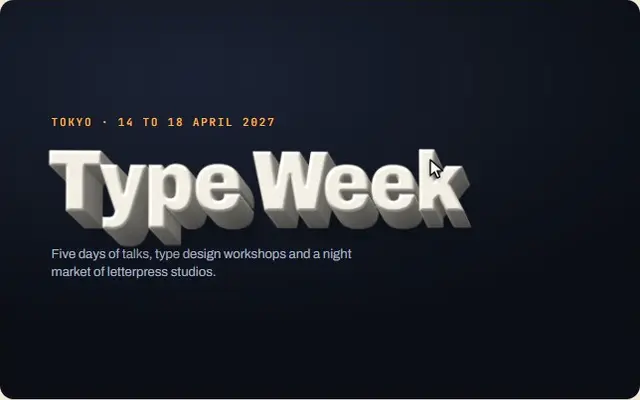 TOKYO · 14 TO 18 APRIL 2027
Type Week
Five days of talks, type design workshops and a night
market of letterpress studios.